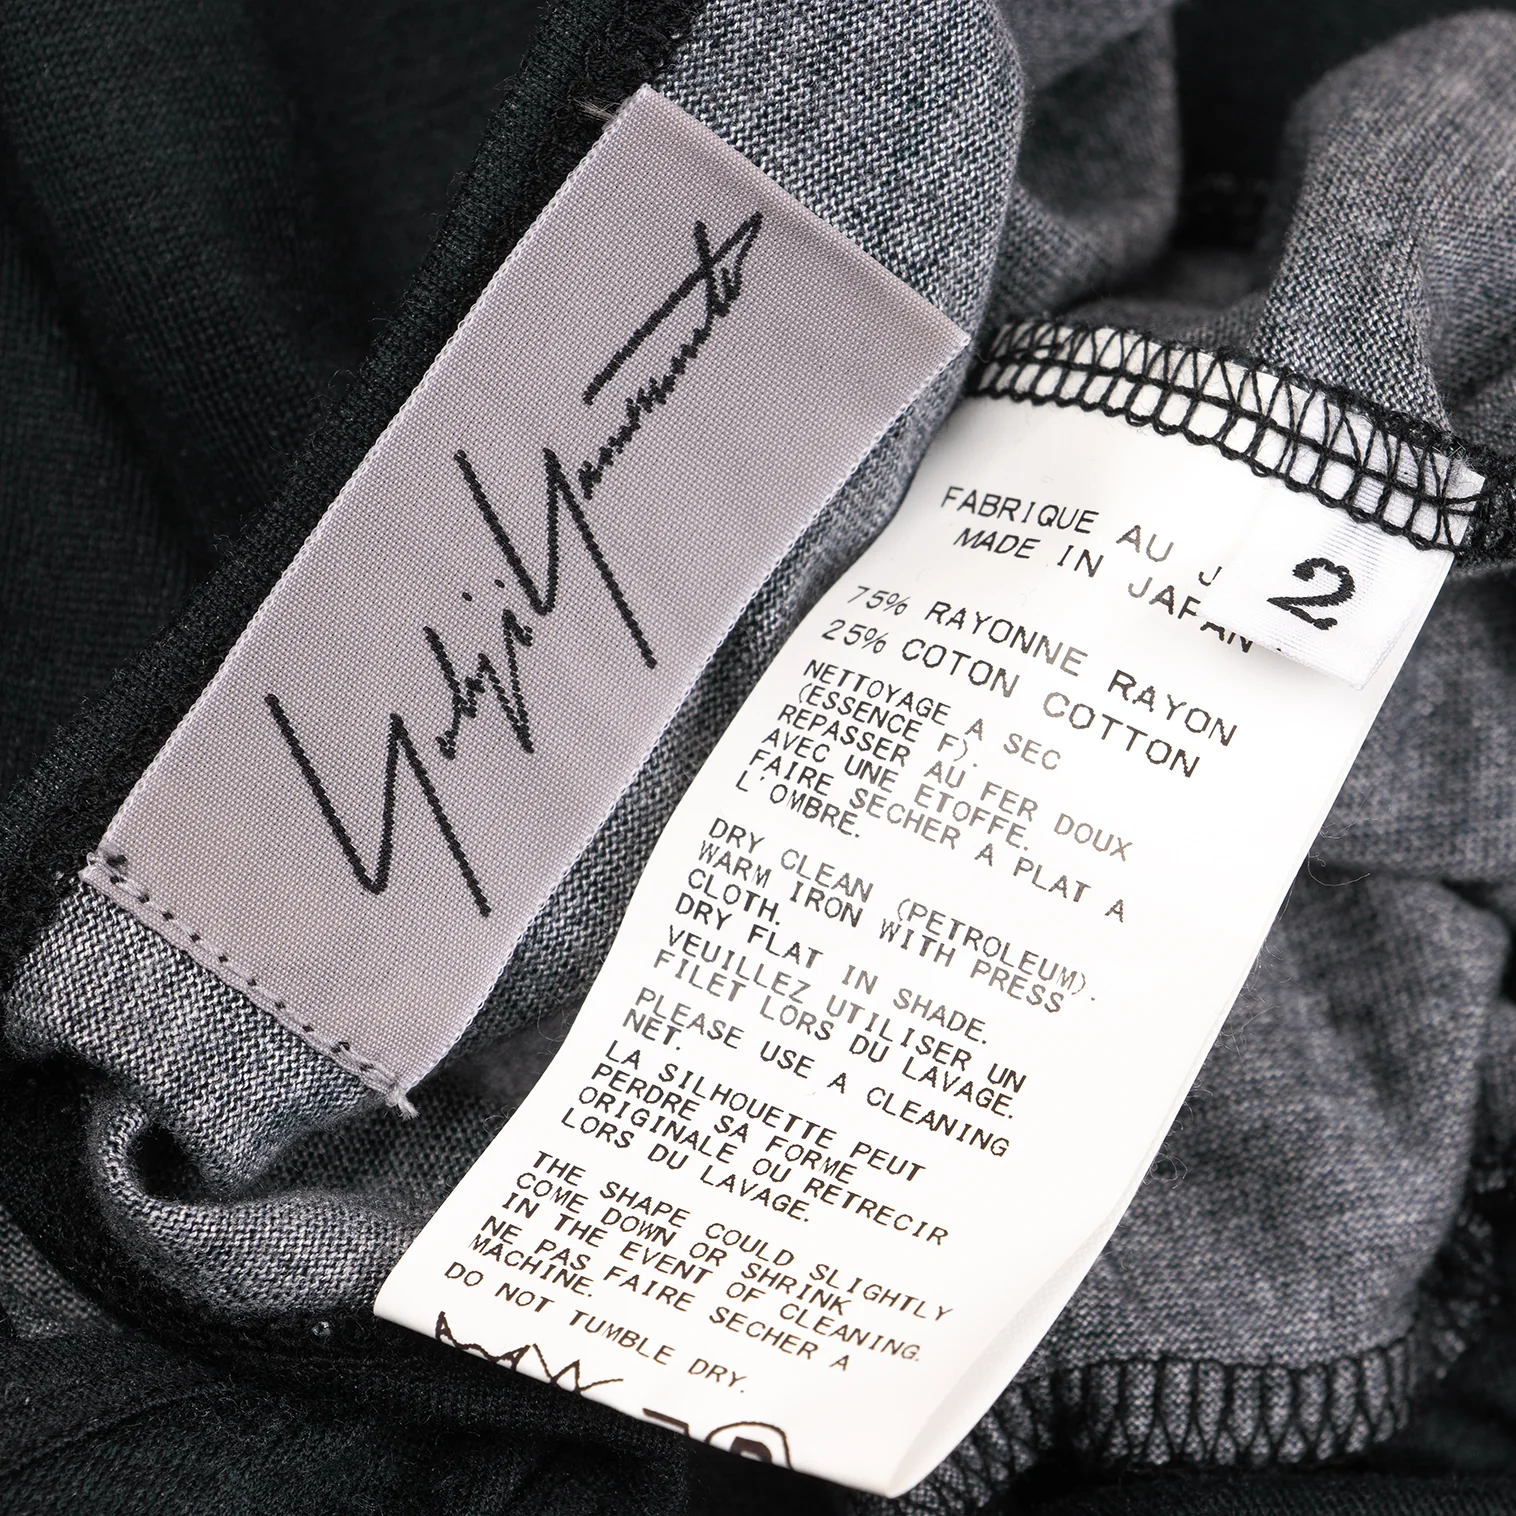 Yohji Yamamoto
2
FABRIQUE AU J
MADE IN JAPAN
75% RAYONNE RAYON
25% COTON COTTON
NETTOYAGE A SEC
(ESSENCE F).
REPASSER AU FER DOUX
AVEC UNE ETOFFE.
FAIRE SECHER A PLAT A
L'OMBRE.
DRY CLEAN (PETROLEUM).
WARM IRON WITH PRESS
CLOTH.
DRY FLAT IN SHADE.
VEUILLEZ UTILISER UN
FILET LORS DU LAVAGE.
PLEASE USE A CLEANING
NET.
LA SILHOUETTE PEUT
PERDRE SA FORME
ORIGINALE OU RETRECIR
LORS DU LAVAGE.
THE SHAPE COULD SLIGHTLY
COME DOWN OR SHRINK
IN THE EVENT OF CLEANING.
NE PAS FAIRE SECHER A
MACHINE.
DO NOT TUMBLE DRY.